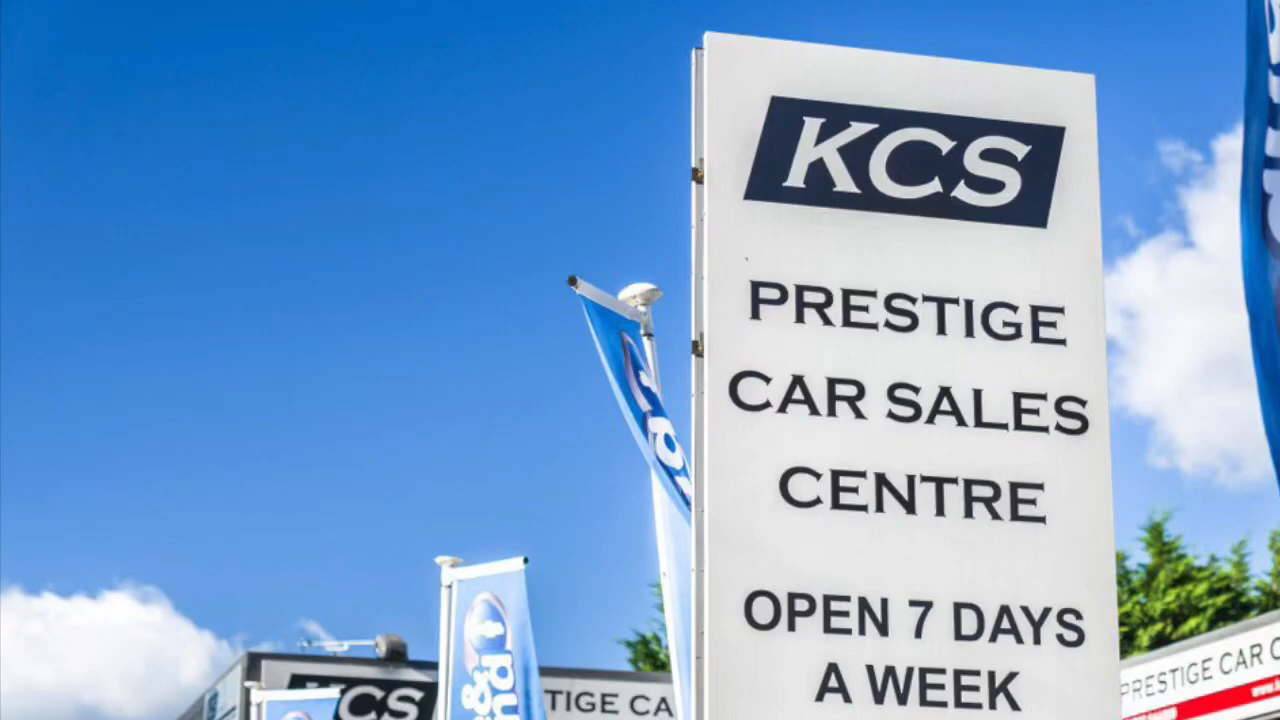 KCS
PRESTIGE
CAR SALES
CENTRE
OPEN 7 DAYS
A WEEK
KCS
TIGE CA
PRESTIGE CAR C